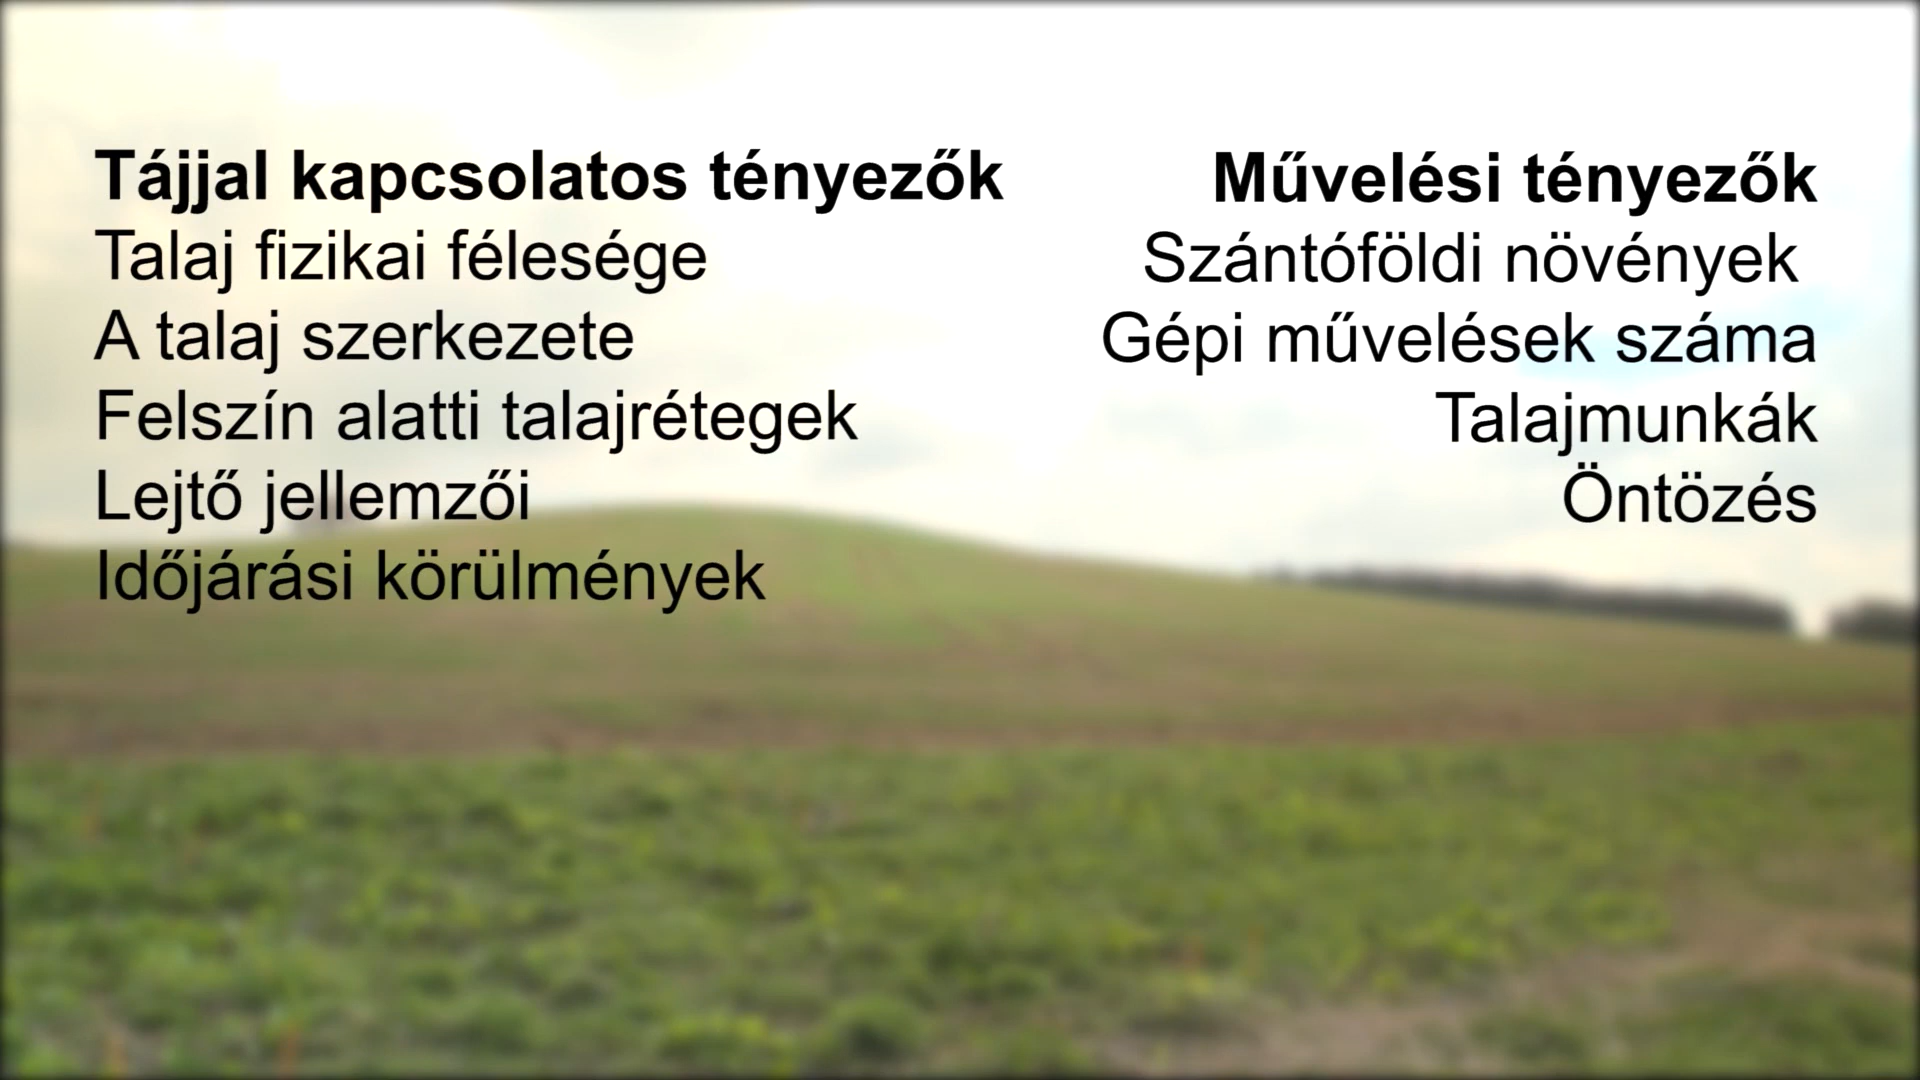 Tájjal kapcsolatos tényezők
Talaj fizikai félesége
A talaj szerkezete
Felszín alatti talajrétegek
Lejtő jellemzői
Időjárási körülmények
Művelési tényezők
Szántóföldi növények
Gépi művelések száma
Talajmunkák
Öntözés